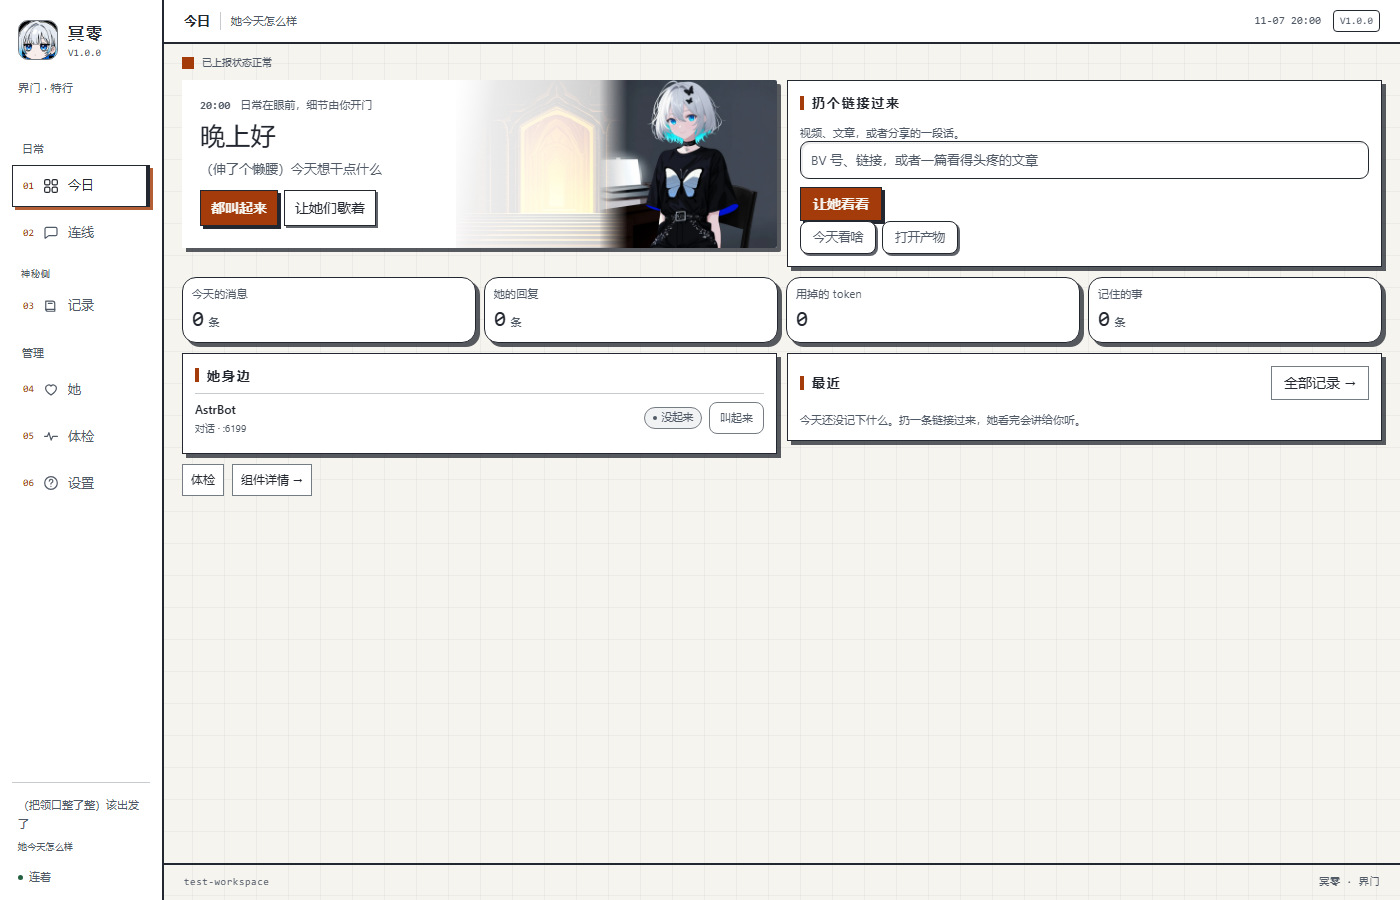 冥零
V1.0.0
界门 · 特行
日常
01 今日
02 连线
神秘侧
03 记录
管理
04 她
05 体检
06 设置
（把领口整了整）该出发
了
她今天怎么样
连着
今日 她今天怎么样
11-07 20:00 V1.0.0
已上报状态正常
20:00 日常在眼前，细节由你开门
晚上好
（伸了个懒腰）今天想干点什么
都叫起来 让她们歇着
扔个链接过来
视频、文章，或者分享的一段话。
BV 号、链接，或者一篇看得头疼的文章
让她看看
今天看啥 打开产物
今天的消息
0 条
她的回复
0 条
用掉的 token
0
记住的事
0 条
她身边
AstrBot
对话 · :6199
没起来 叫起来
最近
全部记录 →
今天还没记下什么。扔一条链接过来，她看完会讲给你听。
体检 组件详情 →
test-workspace
冥零 · 界门